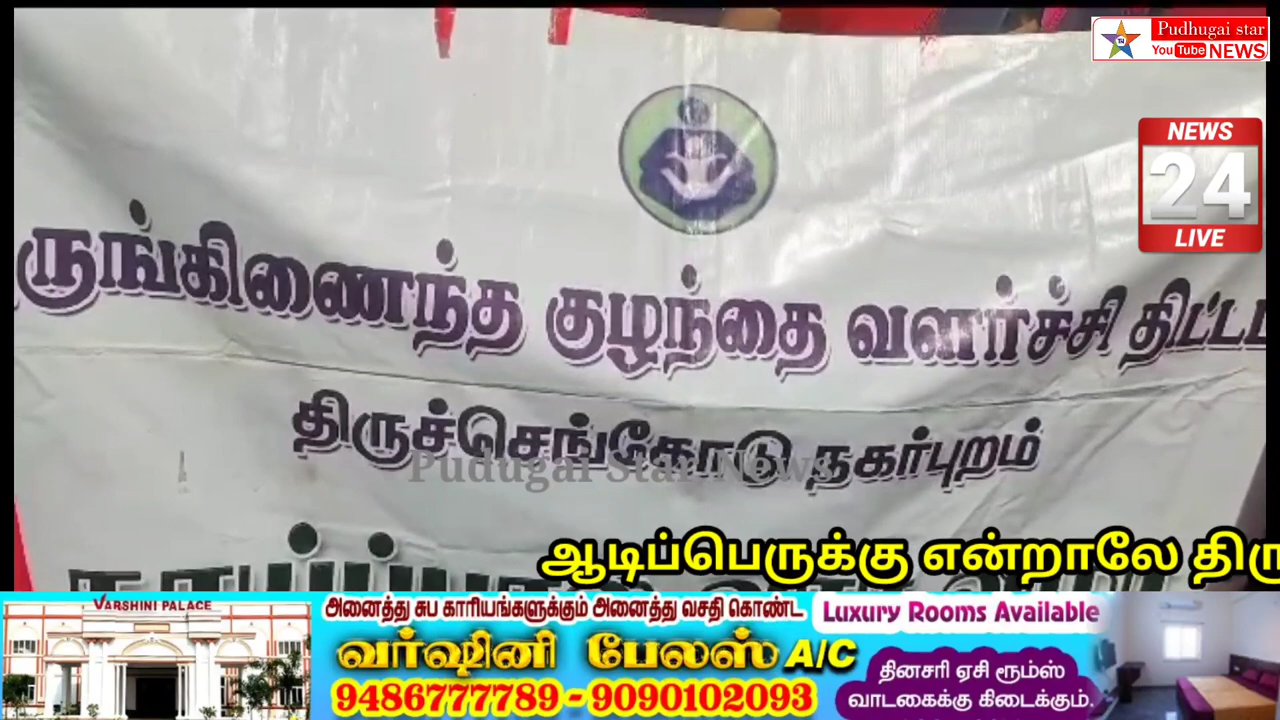 Pudhugai star
YouTube NEWS
NEWS
24
LIVE
ருங்கிணைந்த குழந்தை வளர்ச்சி திட்டம்
திருச்செங்கோடு நகர்புறம்
Pudugai Star News
ஆடிப்பெருக்கு என்றாலே திரு
VARSHINI PALACE
அனைத்து சுப காரியங்களுக்கும் அனைத்து வசதி கொண்ட
வர்ஷினி பேலஸ் A/C
9486777789 - 9090102093
Luxury Rooms Available
தினசரி ஏசி ரூம்ஸ்
வாடகைக்கு கிடைக்கும்.